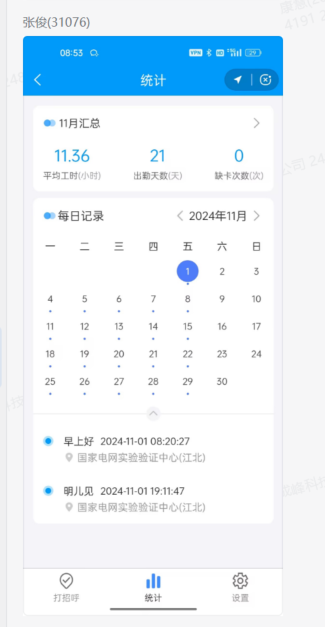 张俊(31076)
08:53
统计
11月汇总
11.36 21 0
平均工时(小时) 出勤天数(天) 缺卡次数(次)
每日记录 2024年11月
一 二 三 四 五 六 日
1 2 3
4 5 6 7 8 9 10
11 12 13 14 15 16 17
18 19 20 21 22 23 24
25 26 27 28 29 30
早上好 2024-11-01 08:20:27
国家电网实验验证中心(江北)
明儿见 2024-11-01 19:11:47
国家电网实验验证中心(江北)
打招呼 统计 设置